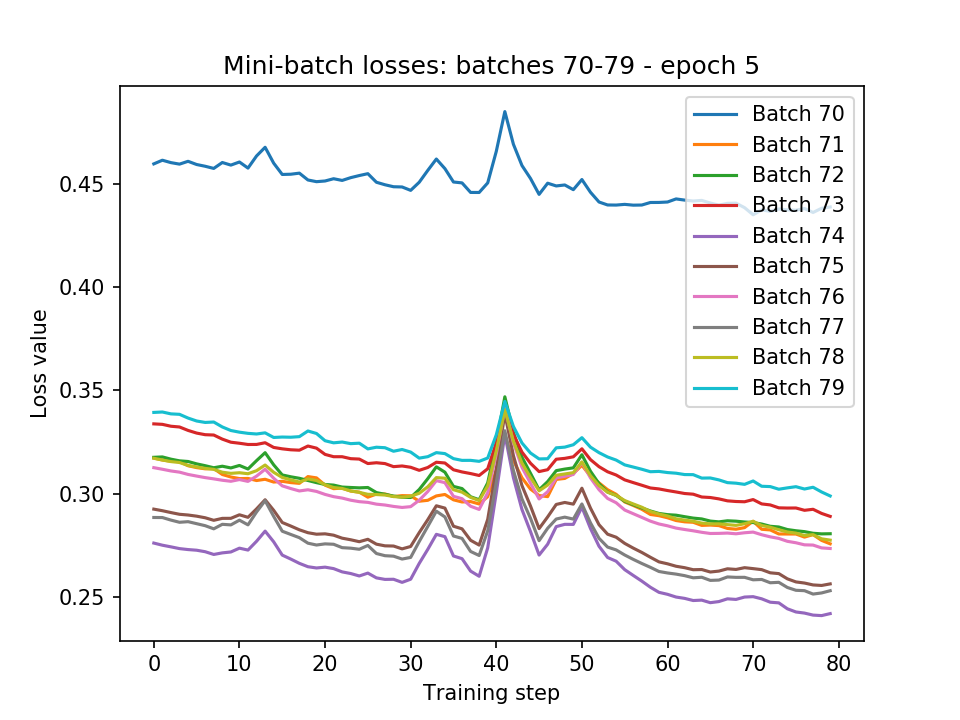 Mini-batch losses: batches 70-79 - epoch 5
Batch 70
Batch 71
Batch 72
Batch 73
Batch 74
Batch 75
Batch 76
Batch 77
Batch 78
Batch 79
0.45
0.40
0.35
0.30
0.25
Loss value
0 10 20 30 40 50 60 70 80
Training step